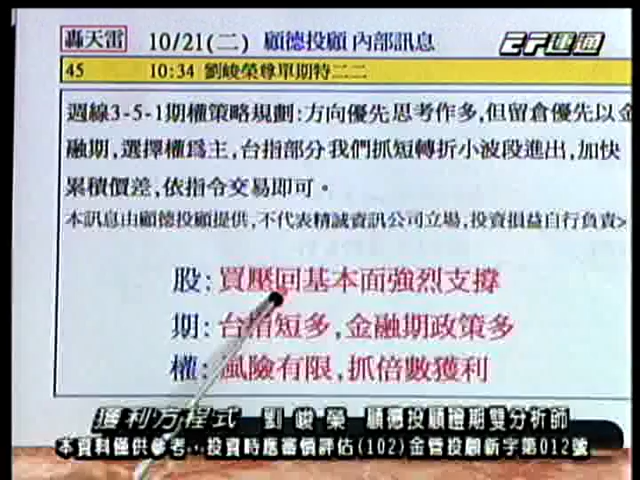 轟天雷 10/21(二) 顧德投顧 內部訊息
45 10:34 劉峻榮尊單期特二二
週線3-5-1期權策略規劃:方向優先思考作多,但留倉優先以金
融期,選擇權爲主,台指部分我們抓短轉折小波段進出,加快
累積價差,依指令交易即可。
本訊息由顧德投顧提供,不代表精誠資訊公司立場,投資損益自行負責>
股:買壓回基本面強烈支撐
期:台指短多,金融期政策多
權:風險有限,抓倍數獲利
獲利方程式 劉峻榮 順德投顧證期雙分析師
本資料僅供參考‥投資時應審慎評估(102)金管投顧新字第012號